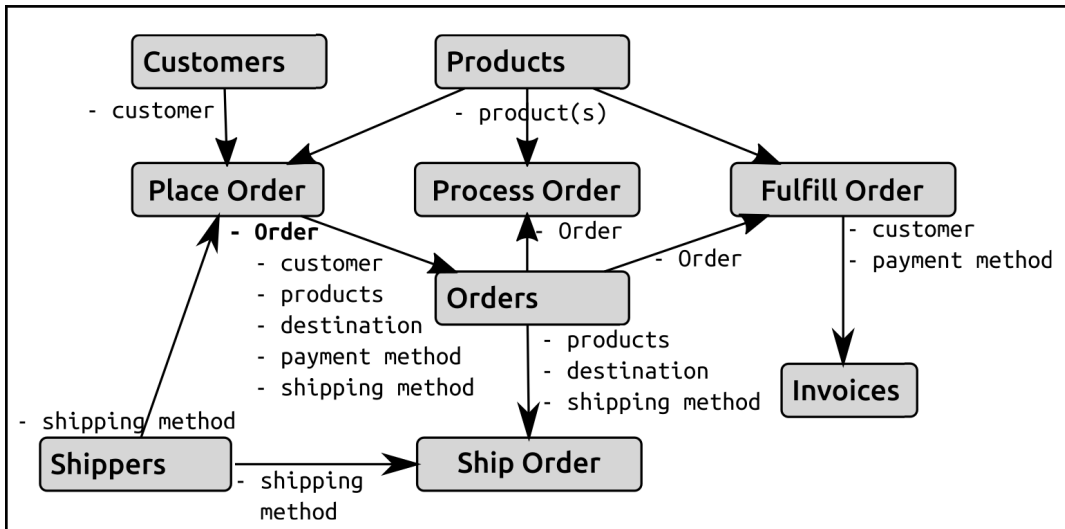 Customers
Products
- customer
- product(s)
Place Order
Process Order
Fulfill Order
- Order
- customer
- products
- destination
- payment method
- shipping method
- Order
- Order
- customer
- payment method
Orders
- products
- destination
- shipping method
Invoices
- shipping method
Shippers
- shipping
method
Ship Order